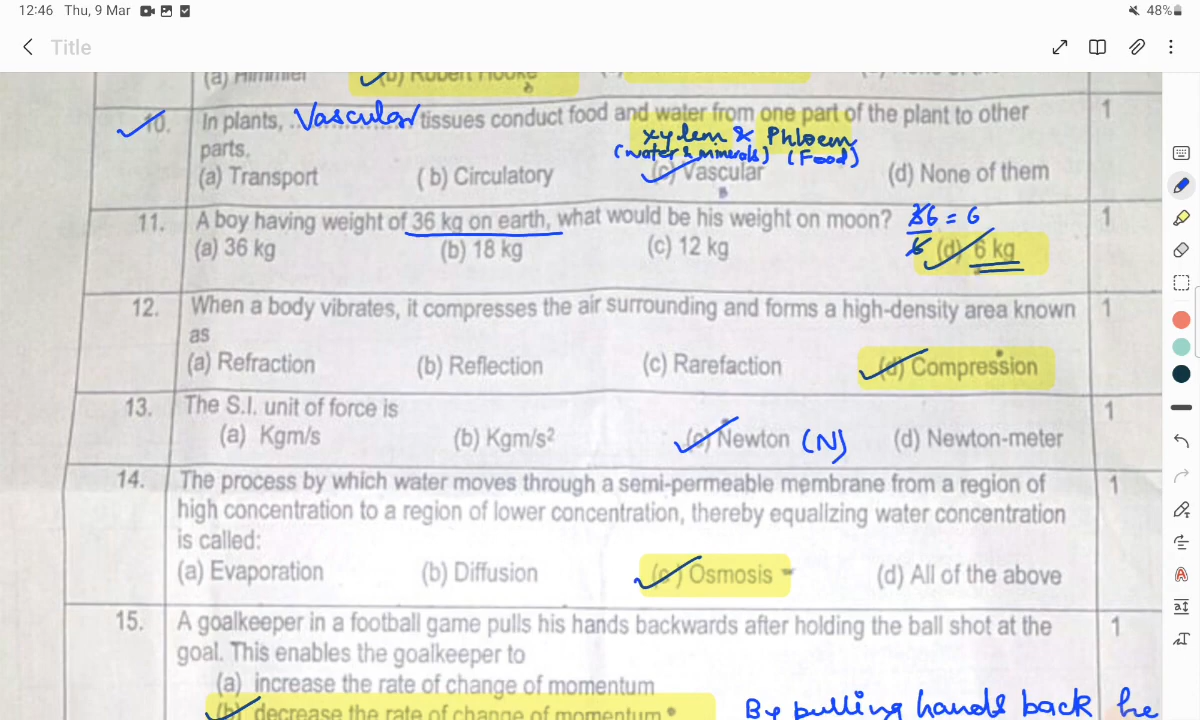 12:46 Thu, 9 Mar
48%
Title
(a) Himmler (b) Robert Hooke
10. In plants, .... Vascular tissues conduct food and water from one part of the plant to other 1
parts.
xylem & Phloem
(water & minerals) (Food)
(a) Transport ( b) Circulatory (c) Vascular (d) None of them
11. A boy having weight of 36 kg on earth, what would be his weight on moon? 36 = 6 1
6
(a) 36 kg (b) 18 kg (c) 12 kg (d) 6 kg
12. When a body vibrates, it compresses the air surrounding and forms a high-density area known 1
as
(a) Refraction (b) Reflection (c) Rarefaction (d) Compression
13. The S.I. unit of force is 1
(a) Kgm/s (b) Kgm/s² (c) Newton (N) (d) Newton-meter
14. The process by which water moves through a semi-permeable membrane from a region of 1
high concentration to a region of lower concentration, thereby equallzing water concentration
is called:
(a) Evaporation (b) Diffusion (c ) Osmosis (d) All of the above
15. A goalkeeper in a football game pulls his hands backwards after holding the ball shot at the 1
goal. This enables the goalkeeper to
(a) increase the rate of change of momentum
(b) decrease the rate of change of momentum By pulling hands back he